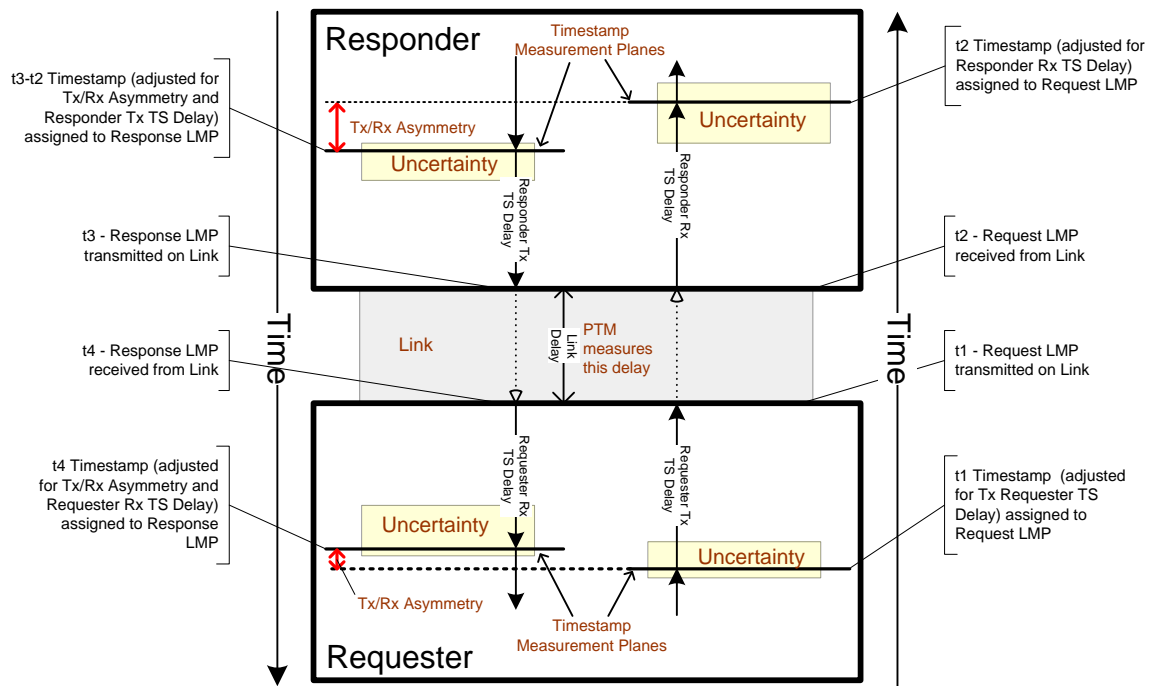 Responder
Timestamp
Measurement Planes
t3-t2 Timestamp (adjusted for
Tx/Rx Asymmetry and
Responder Tx TS Delay)
assigned to Response LMP
t2 Timestamp (adjusted for
Responder Rx TS Delay)
assigned to Request LMP
Tx/Rx Asymmetry
Uncertainty
Uncertainty
Responder Tx
TS Delay
Responder Rx
TS Delay
t3 - Response LMP
transmitted on Link
t2 - Request LMP
received from Link
Time
Time
Link
Link
Delay
PTM
measures
this delay
t4 - Response LMP
received from Link
t1 - Request LMP
transmitted on Link
Requester Rx
TS Delay
Requester Tx
TS Delay
t4 Timestamp (adjusted
for Tx/Rx Asymmetry and
Requester Rx TS Delay)
assigned to Response
LMP
t1 Timestamp (adjusted
for Tx Requester TS
Delay) assigned to
Request LMP
Uncertainty
Uncertainty
Tx/Rx Asymmetry
Timestamp
Measurement Planes
Requester